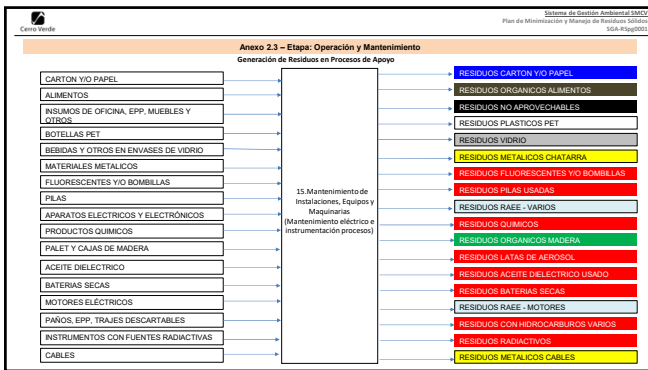 Cerro Verde
Sistema de Gestión Ambiental SMCV
Plan de Minimización y Manejo de Residuos Sólidos
SGA-RSpg0001
Anexo 2.3 – Etapa: Operación y Mantenimiento
Generación de Residuos en Procesos de Apoyo
CARTON Y/O PAPEL
ALIMENTOS
INSUMOS DE OFICINA, EPP, MUEBLES Y
OTROS
BOTELLAS PET
BEBIDAS Y OTROS EN ENVASES DE VIDRIO
MATERIALES METALICOS
FLUORESCENTES Y/O BOMBILLAS
PILAS
APARATOS ELECTRICOS Y ELECTRÓNICOS
PRODUCTOS QUIMICOS
PALET Y CAJAS DE MADERA
ACEITE DIELECTRICO
BATERIAS SECAS
MOTORES ELÉCTRICOS
PAÑOS, EPP, TRAJES DESCARTABLES
INSTRUMENTOS CON FUENTES RADIACTIVAS
CABLES
15.Mantenimiento de
Instalaciones, Equipos y
Maquinarias
(Mantenimiento eléctrico e
instrumentación procesos)
RESIDUOS CARTON Y/O PAPEL
RESIDUOS ORGANICOS ALIMENTOS
RESIDUOS NO APROVECHABLES
RESIDUOS PLASTICOS PET
RESIDUOS VIDRIO
RESIDUOS METALICOS CHATARRA
RESIDUOS FLUORESCENTES Y/O BOMBILLAS
RESIDUOS PILAS USADAS
RESIDUOS RAEE - VARIOS
RESIDUOS QUIMICOS
RESIDUOS ORGANICOS MADERA
RESIDUOS LATAS DE AEROSOL
RESIDUOS ACEITE DIELECTRICO USADO
RESIDUOS BATERIAS SECAS
RESIDUOS RAEE - MOTORES
RESIDUOS CON HIDROCARBUROS VARIOS
RESIDUOS RADIACTIVOS
RESIDUOS METALICOS CABLES